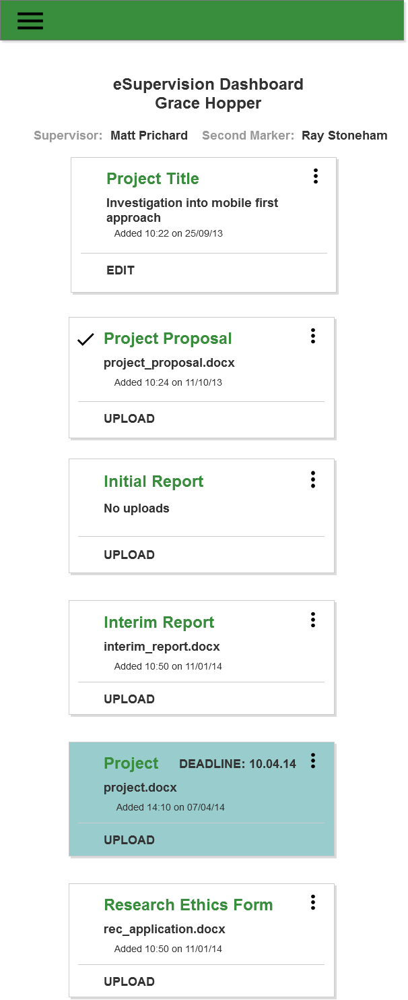 eSupervision Dashboard
Grace Hopper
Supervisor: Matt Prichard Second Marker: Ray Stoneham
Project Title
Investigation into mobile first
approach
Added 10:22 on 25/09/13
EDIT
Project Proposal
project_proposal.docx
Added 10:24 on 11/10/13
UPLOAD
Initial Report
No uploads
UPLOAD
Interim Report
interim_report.docx
Added 10:50 on 11/01/14
UPLOAD
Project DEADLINE: 10.04.14
project.docx
Added 14:10 on 07/04/14
UPLOAD
Research Ethics Form
rec_application.docx
Added 10:50 on 11/01/14
UPLOAD